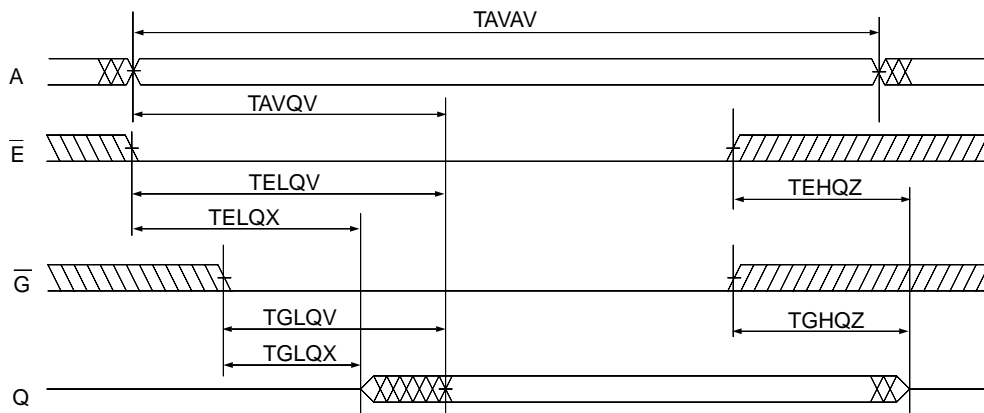 TAVAV
A
TAVQV
E̅
TELQV
TEHQZ
TELQX
G̅
TGLQV
TGHQZ
TGLQX
Q